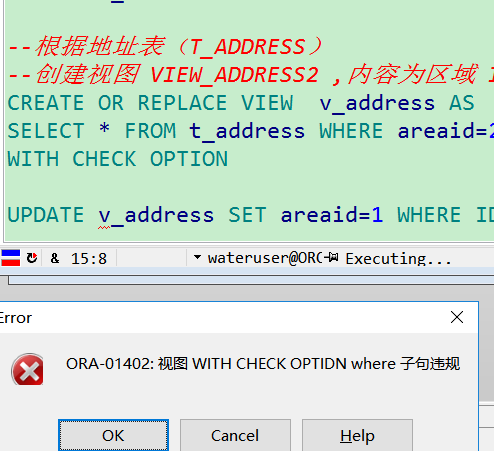 --根据地址表（T_ADDRESS）
--创建视图 VIEW_ADDRESS2 ,内容为区域
CREATE OR REPLACE VIEW  v_address AS
SELECT * FROM t_address WHERE areaid=2
WITH CHECK OPTION
UPDATE v_address SET areaid=1 WHERE ID
& 15:8 wateruser@ORC Executing...
Error
ORA-01402: 视图 WITH CHECK OPTIDN where 子句违规
OK Cancel Help